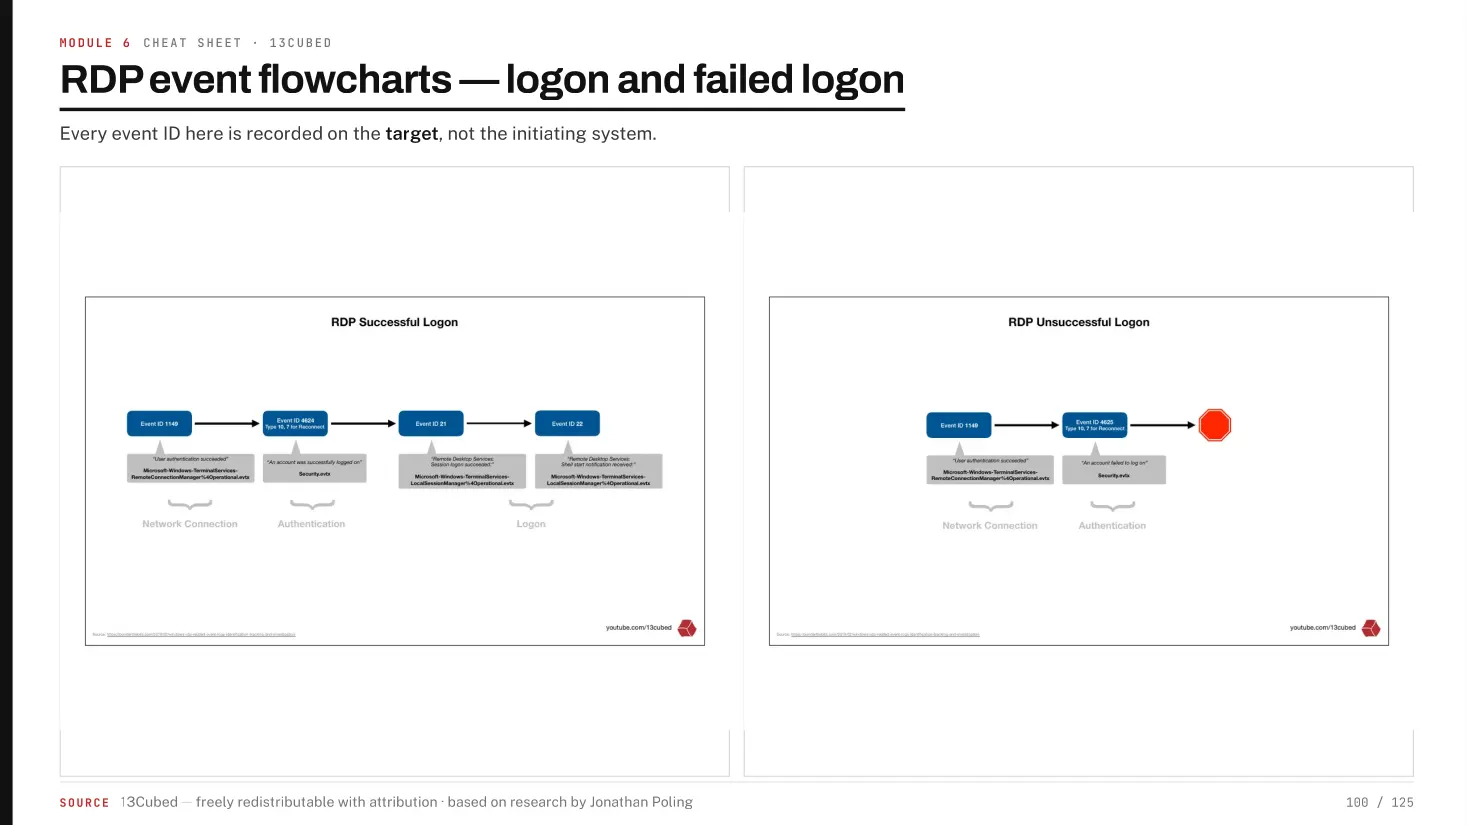 MODULE 6 CHEAT SHEET · 13CUBED
RDP event flowcharts — logon and failed logon
Every event ID here is recorded on the target, not the initiating system.
RDP Successful Logon
Event ID 1149
Event ID 4624
Type 10, 7 for Reconnect
Event ID 21
Event ID 22
"User authentication succeeded"
Microsoft-Windows-TerminalServices-
RemoteConnectionManager%4Operational.evtx
"An account was successfully logged on"
Security.evtx
"Remote Desktop Services:
Session logon succeeded:"
Microsoft-Windows-TerminalServices-
LocalSessionManager%4Operational.evtx
"Remote Desktop Services:
Shell start notification received:"
Microsoft-Windows-TerminalServices-
LocalSessionManager%4Operational.evtx
Network Connection
Authentication
Logon
youtube.com/13cubed
RDP Unsuccessful Logon
Event ID 1149
Event ID 4625
Type 10, 7 for Reconnect
"User authentication succeeded"
Microsoft-Windows-TerminalServices-
RemoteConnectionManager%4Operational.evtx
"An account failed to log on"
Security.evtx
Network Connection
Authentication
youtube.com/13cubed
SOURCE 13Cubed — freely redistributable with attribution · based on research by Jonathan Poling
100 / 125